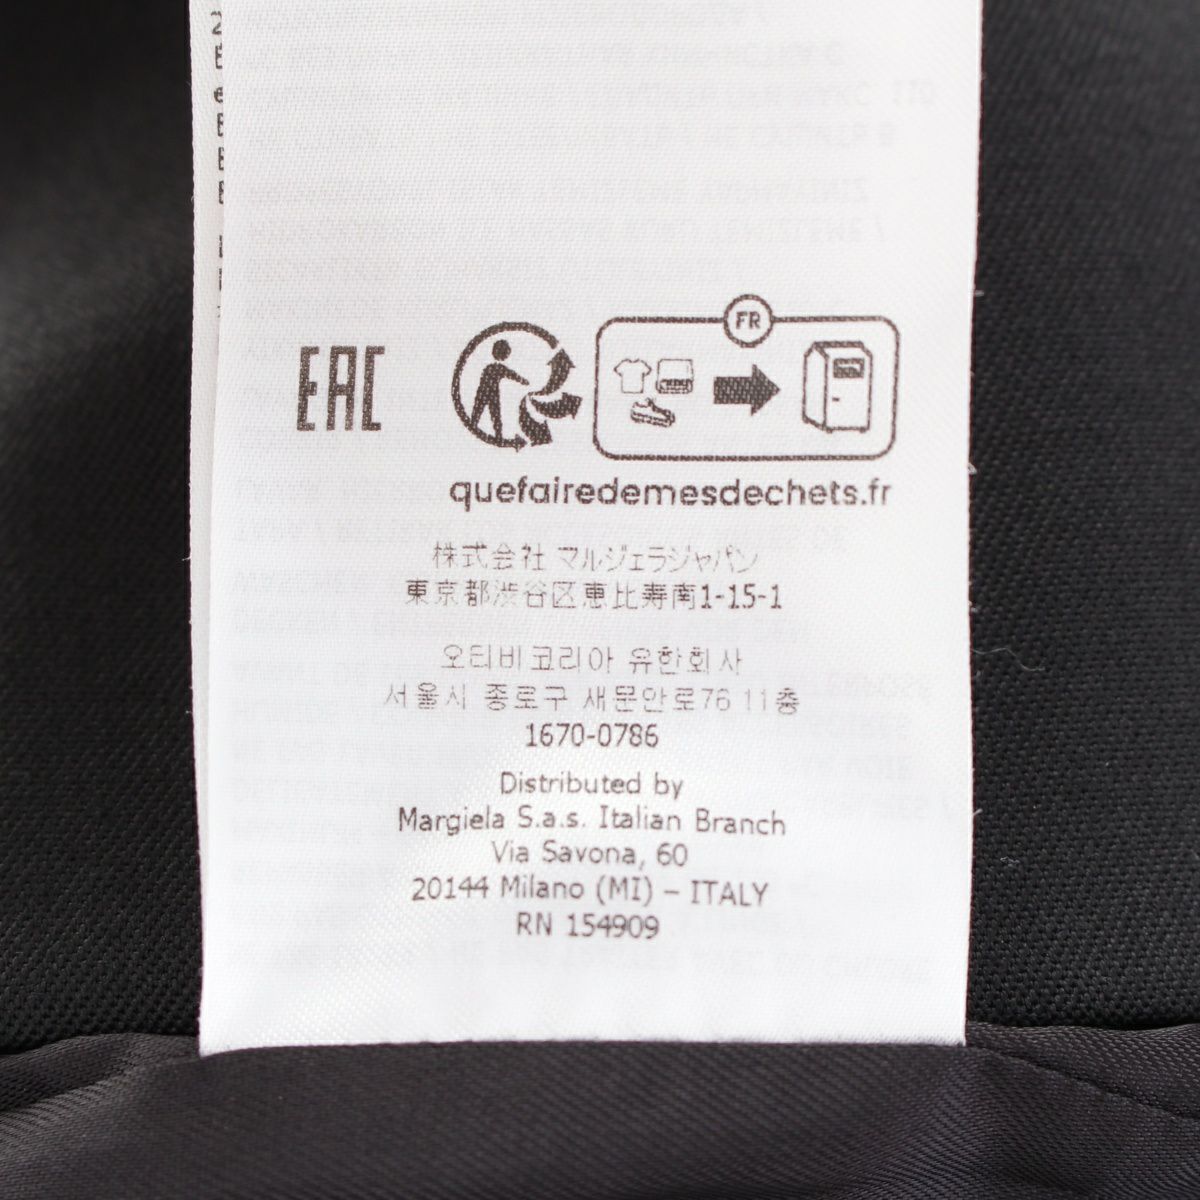 FR
EAC
quefairedemesdechets.fr
株式会社 マルジェラジャパン
東京都渋谷区恵比寿南1-15-1
오티비코리아 유한회사
서울시 종로구 새문안로76 11층
1670-0786
Distributed by
Margiela S.a.s. Italian Branch
Via Savona, 60
20144 Milano (MI) – ITALY
RN 154909